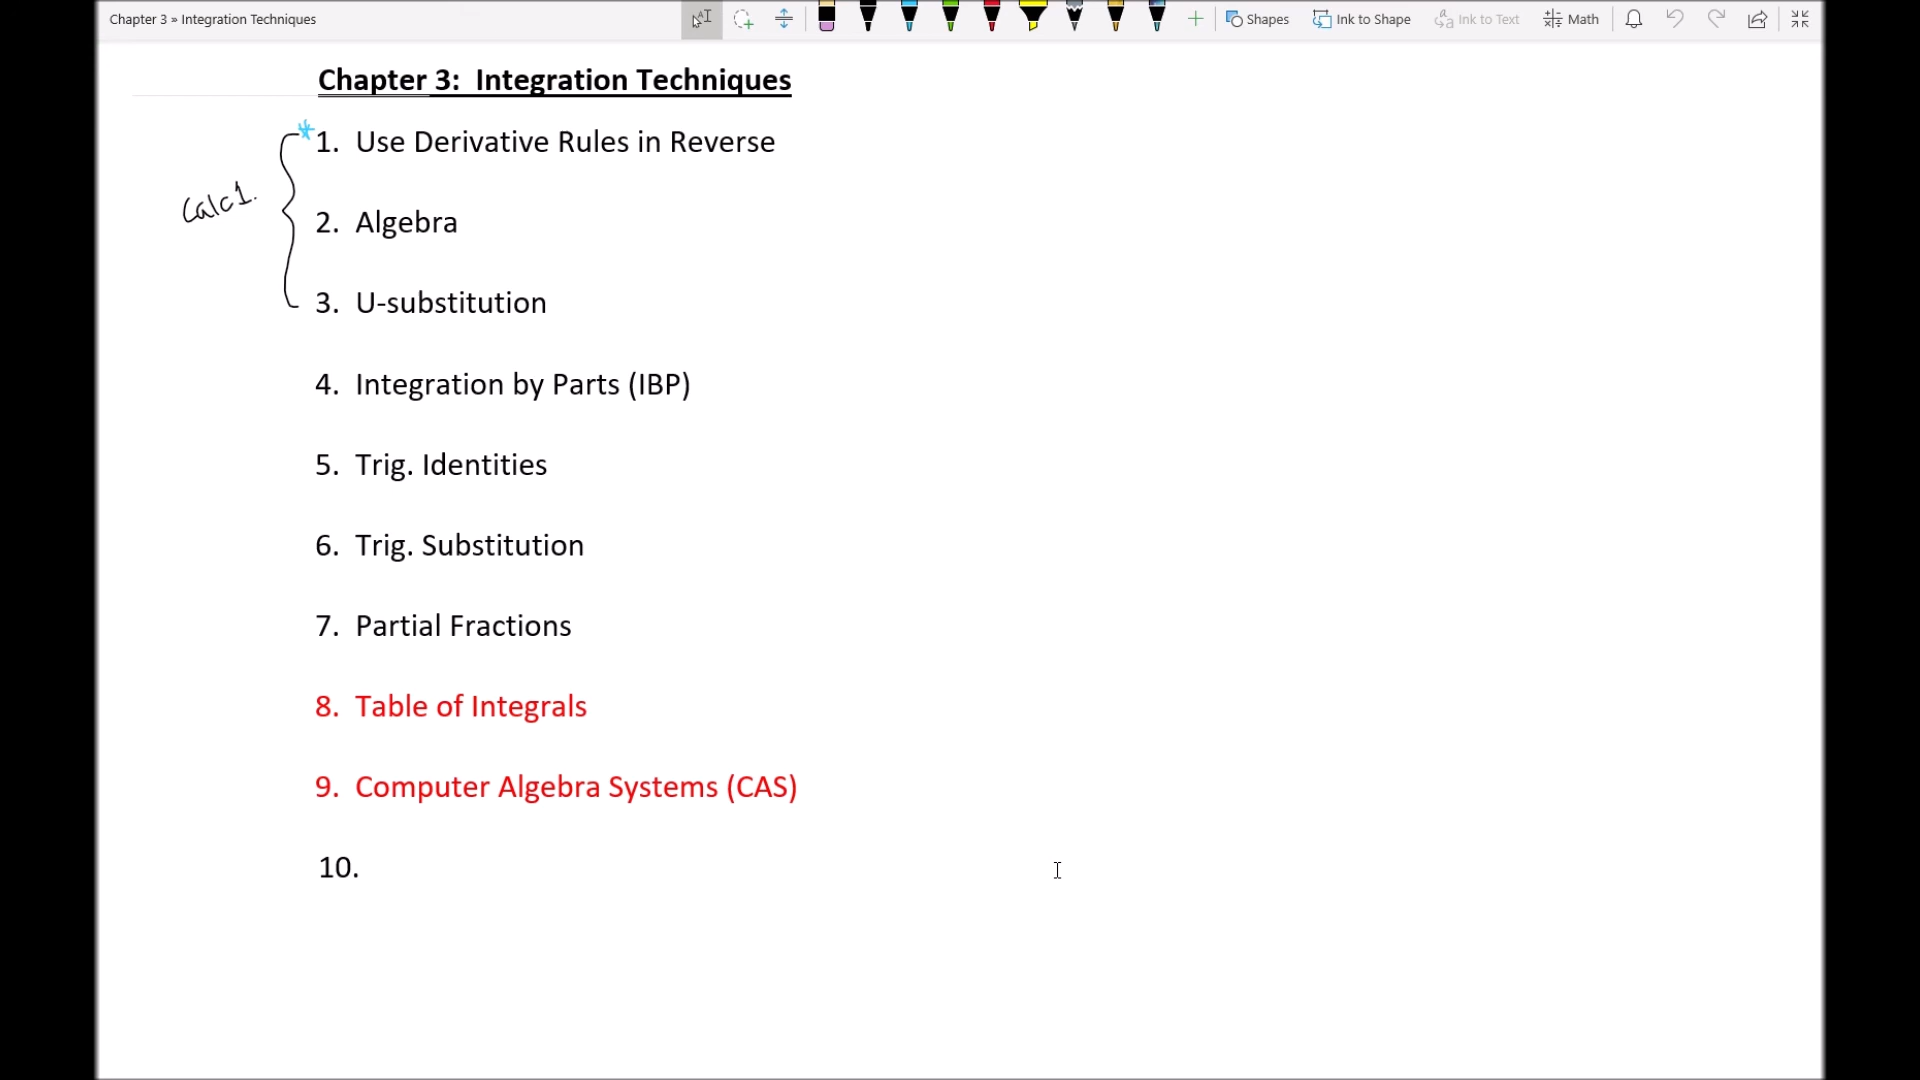 Chapter 3 » Integration Techniques
Shapes
Ink to Shape
Ink to Text
Math
Chapter 3:  Integration Techniques
*
1.  Use Derivative Rules in Reverse
Calc 1.
2.  Algebra
3.  U-substitution
4.  Integration by Parts (IBP)
5.  Trig. Identities
6.  Trig. Substitution
7.  Partial Fractions
8.  Table of Integrals
9.  Computer Algebra Systems (CAS)
10.